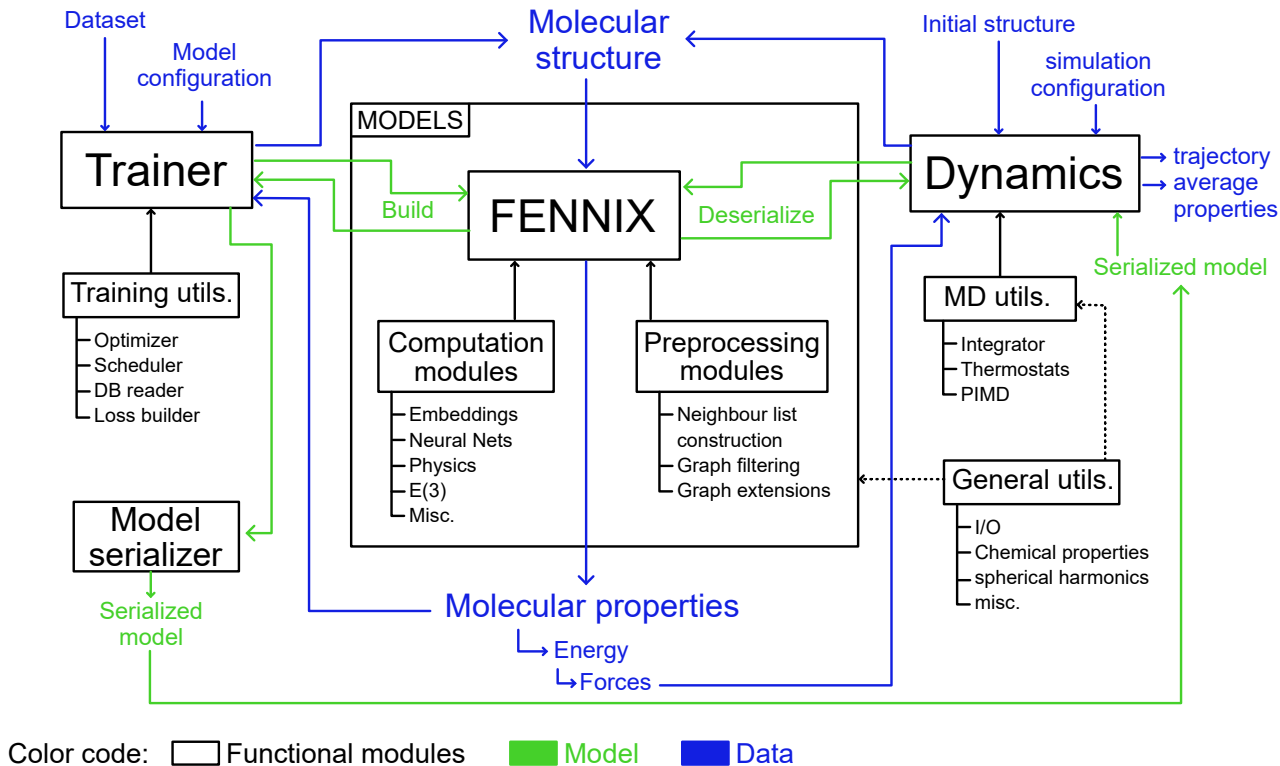 Dataset
Model
configuration
Molecular
structure
Initial structure
simulation
configuration
MODELS
Trainer
Build
FENNIX
Deserialize
Dynamics
trajectory
average
properties
Training utils.
Optimizer
Scheduler
DB reader
Loss builder
Computation
modules
Embeddings
Neural Nets
Physics
E(3)
Misc.
Preprocessing
modules
Neighbour list
construction
Graph filtering
Graph extensions
Serialized model
MD utils.
Integrator
Thermostats
PIMD
General utils.
I/O
Chemical properties
spherical harmonics
misc.
Model
serializer
Serialized
model
Molecular properties
Energy
Forces
Color code: Functional modules Model Data